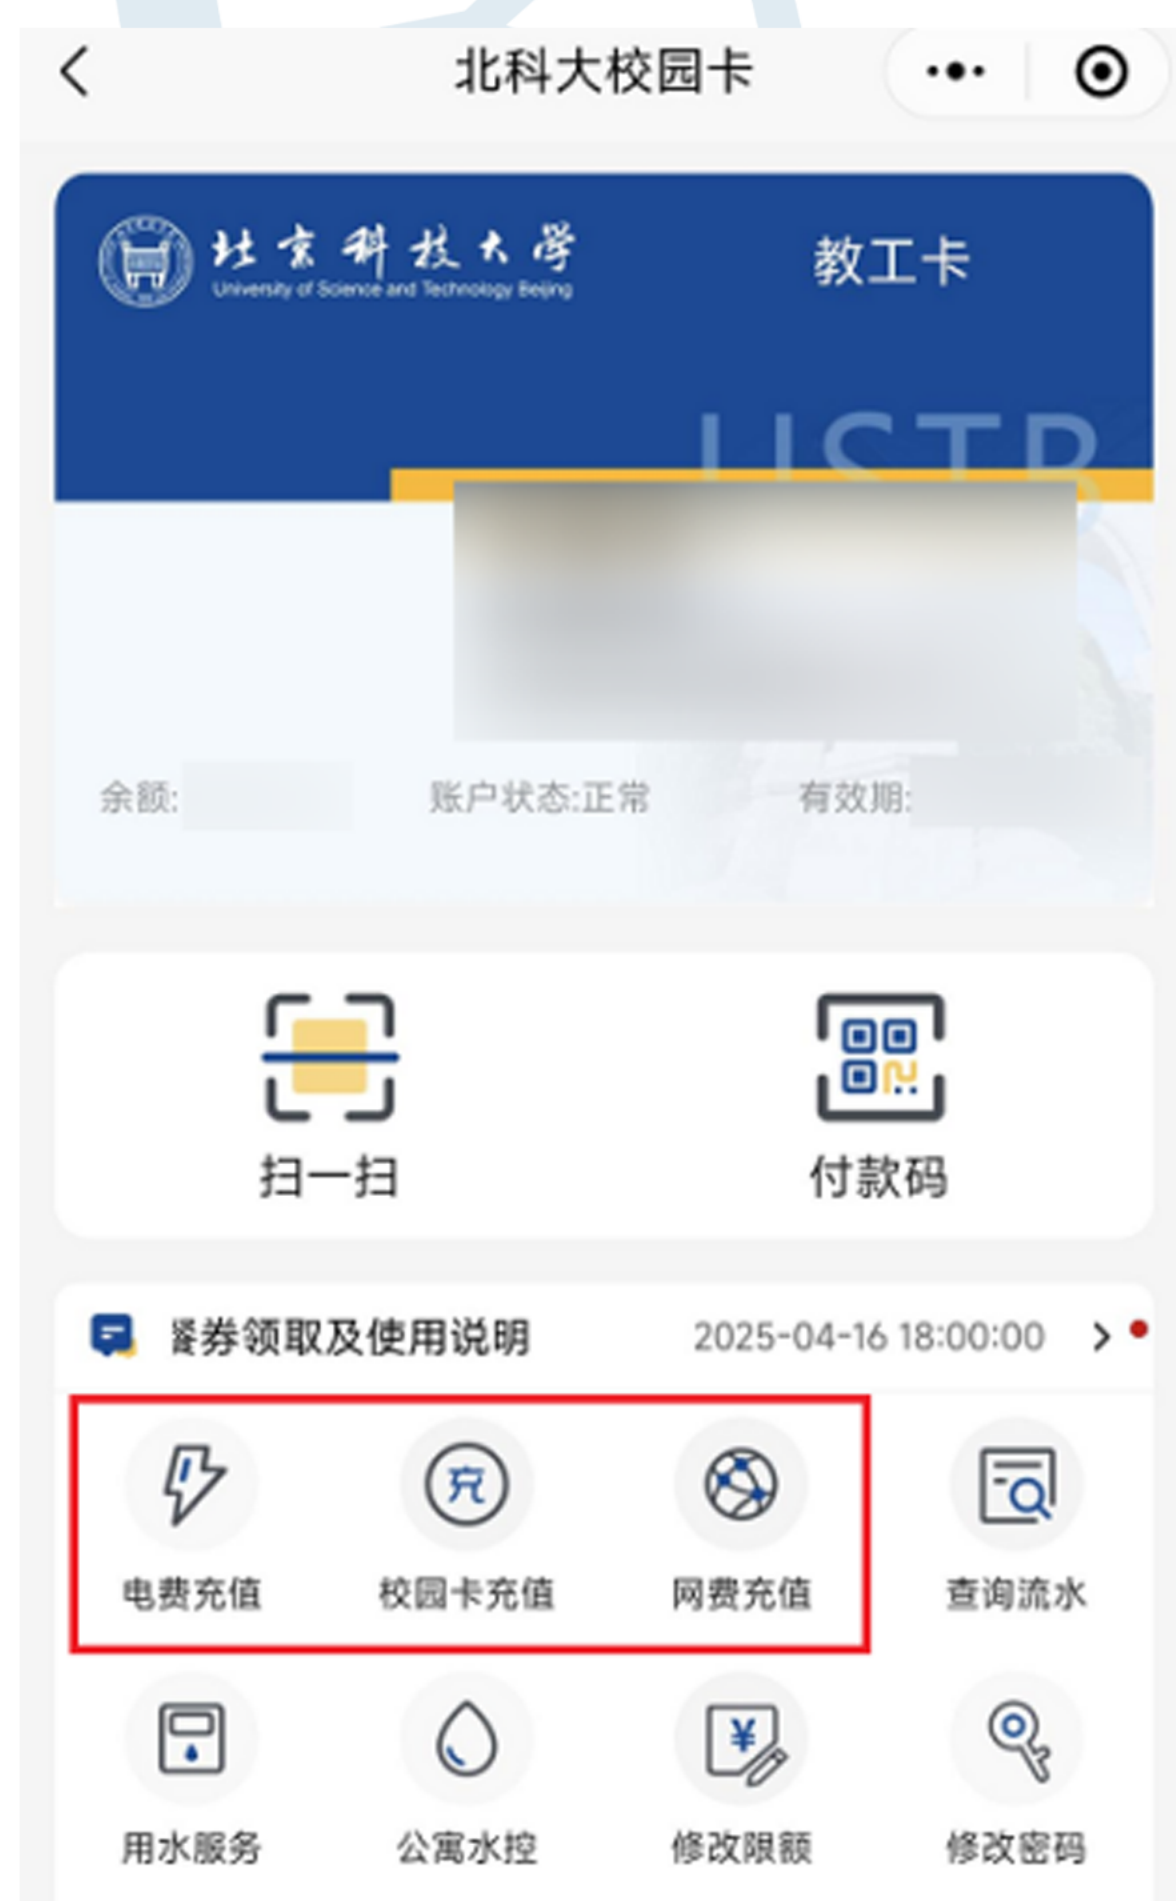 北科大校园卡
北京科技大学
University of Science and Technology Beijing
教工卡
USTB
余额:
账户状态:正常
有效期:
扫一扫
付款码
券领取及使用说明
2025-04-16 18:00:00
充
电费充值
校园卡充值
网费充值
查询流水
¥
用水服务
公寓水控
修改限额
修改密码